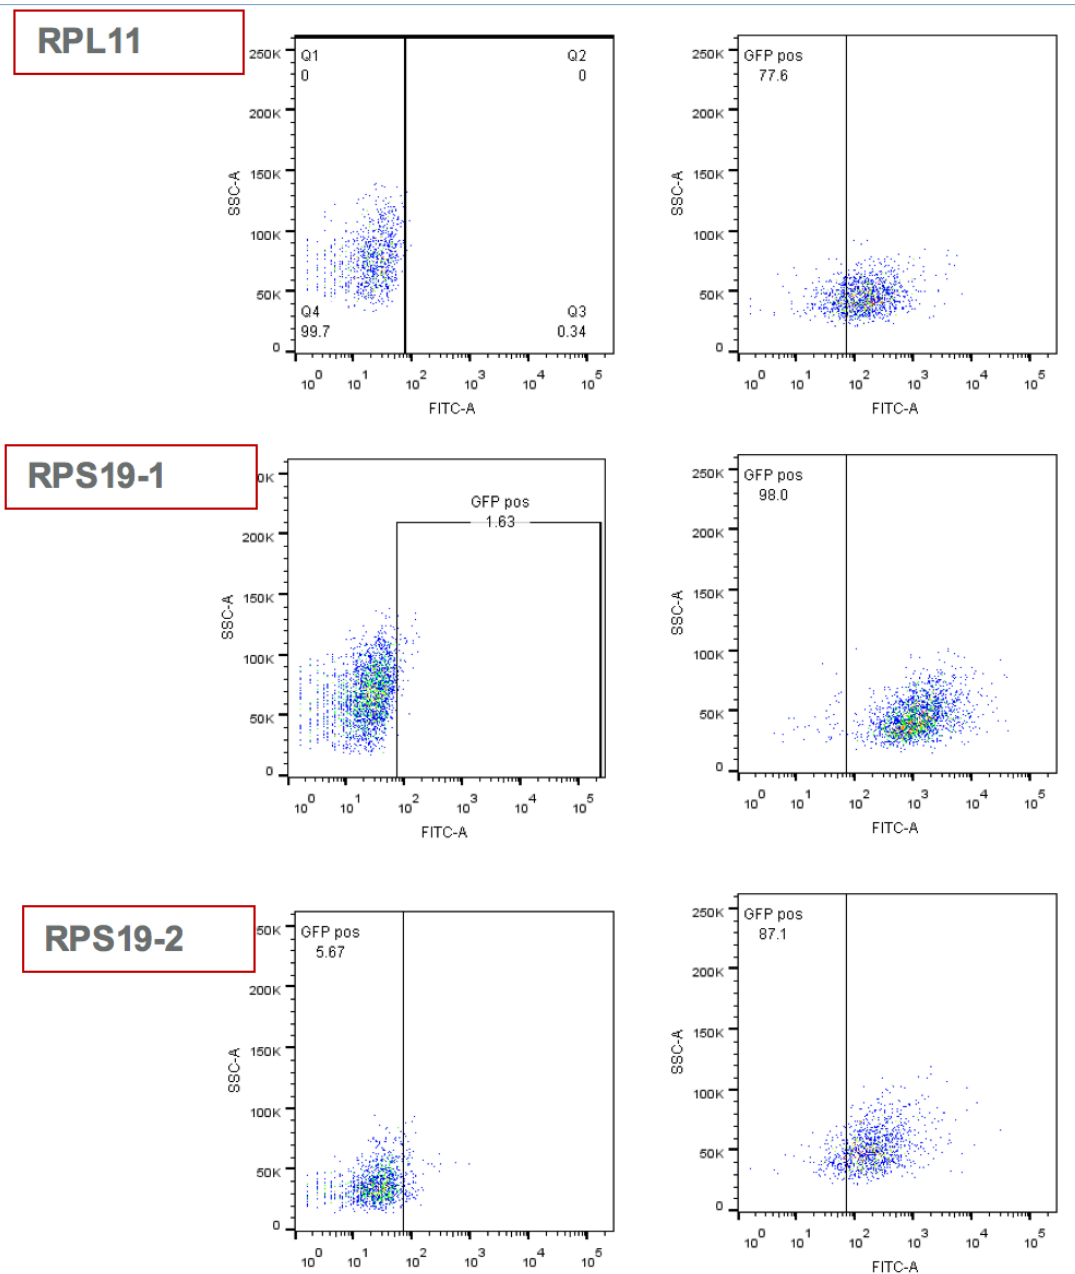 RPL11
Q1
0
Q2
0
Q4
99.7
Q3
0.34
250K
200K
150K
100K
50K
0
SSC-A
10^0 10^1 10^2 10^3 10^4 10^5
FITC-A
GFP pos
77.6
250K
200K
150K
100K
50K
0
SSC-A
10^0 10^1 10^2 10^3 10^4 10^5
FITC-A
RPS19-1
GFP pos
1.63
0K
200K
150K
100K
50K
0
SSC-A
10^0 10^1 10^2 10^3 10^4 10^5
FITC-A
GFP pos
98.0
250K
200K
150K
100K
50K
0
SSC-A
10^0 10^1 10^2 10^3 10^4 10^5
FITC-A
RPS19-2
GFP pos
5.67
50K
200K
150K
100K
50K
0
SSC-A
10^0 10^1 10^2 10^3 10^4 10^5
GFP pos
87.1
250K
200K
150K
100K
50K
0
SSC-A
10^0 10^1 10^2 10^3 10^4 10^5
FITC-A